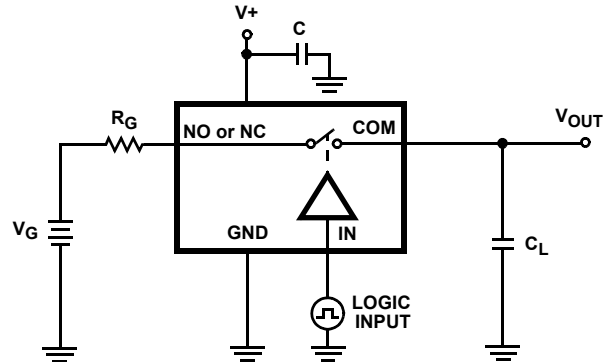 V+
C
RG
NO or NC
COM
VOUT
VG
GND
IN
CL
LOGIC
INPUT